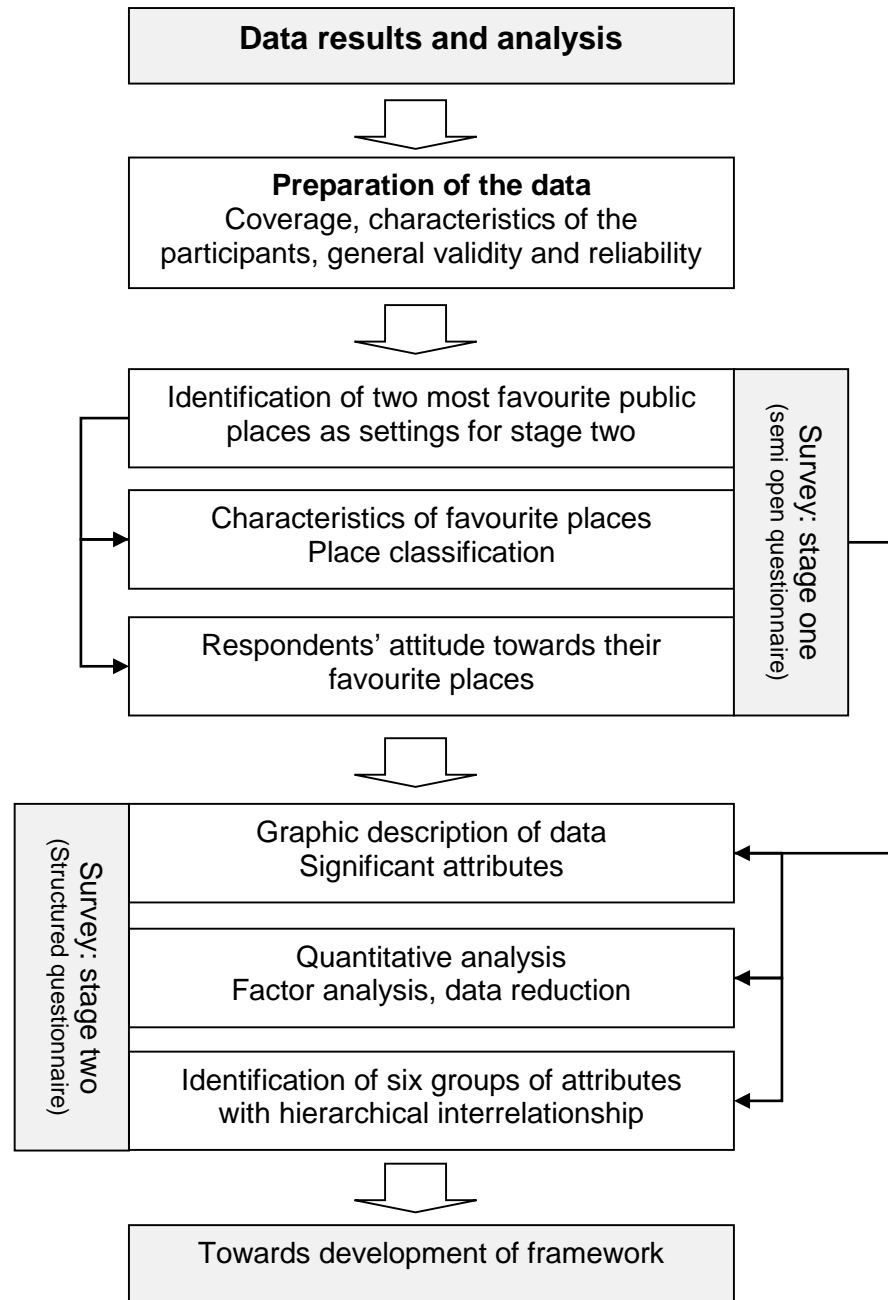 Data results and analysis
Preparation of the data
Coverage, characteristics of the
participants, general validity and reliability
Identification of two most favourite public
places as settings for stage two
Characteristics of favourite places
Place classification
Respondents’ attitude towards their
favourite places
Survey: stage one
(semi open questionnaire)
Survey: stage two
(Structured questionnaire)
Graphic description of data
Significant attributes
Quantitative analysis
Factor analysis, data reduction
Identification of six groups of attributes
with hierarchical interrelationship
Towards development of framework